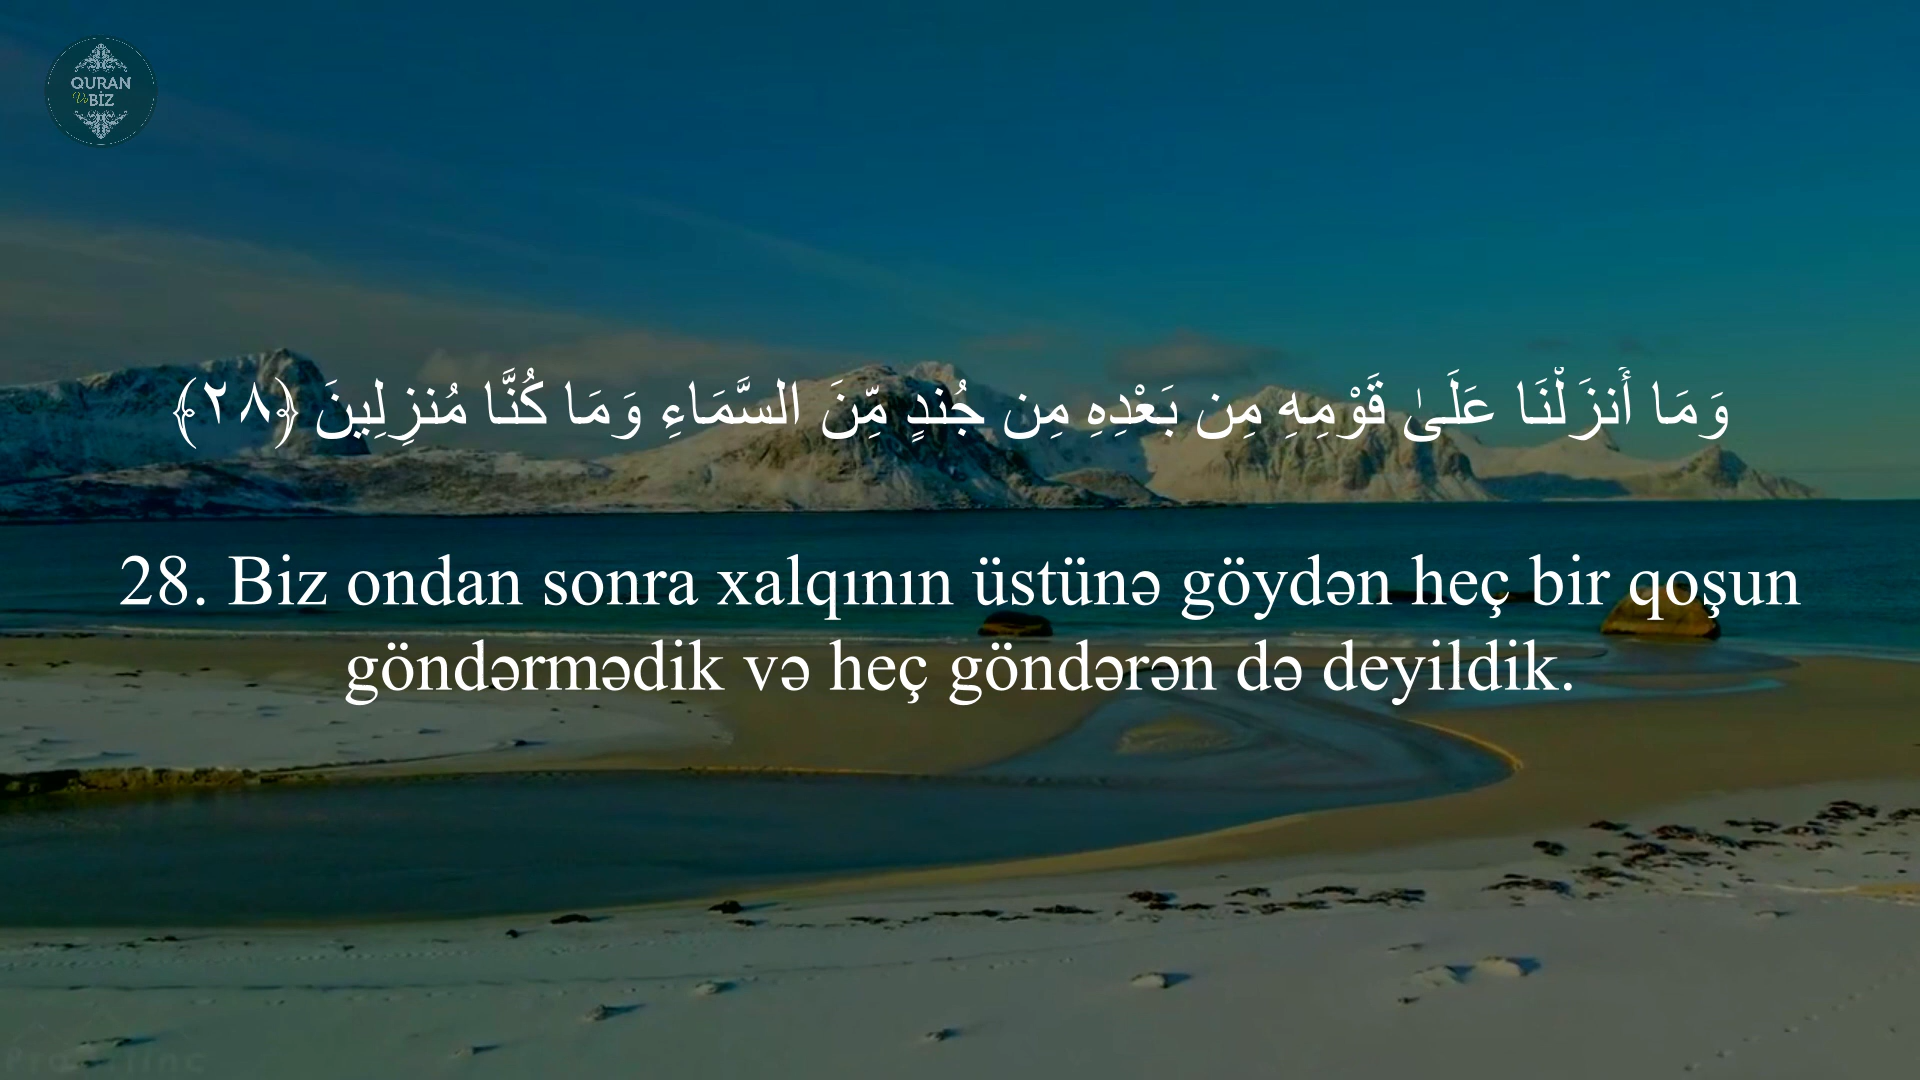 QURAN
Və BİZ
وَمَا أَنزَلْنَا عَلَىٰ قَوْمِهِ مِن بَعْدِهِ مِن جُندٍ مِّنَ السَّمَاءِ وَمَا كُنَّا مُنزِلِينَ ﴿٢٨﴾
28. Biz ondan sonra xalqının üstünə göydən heç bir qoşun
göndərmədik və heç göndərən də deyildik.